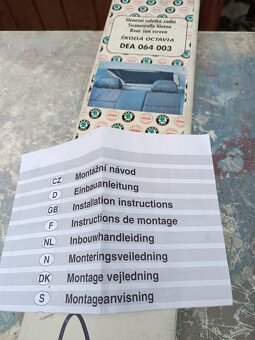 Sluneční roletka zadní
Sonnenrollo hinten
Rear sun screen
ŠKODA OCTAVIA
DEA 064 003
CZ Montážní návod
D Einbauanleitung
GB Installation instructions
F Instructions de montage
NL Inbouwhandleiding
N Monteringsveiledning
DK Montage vejledning
S Montageanvisning